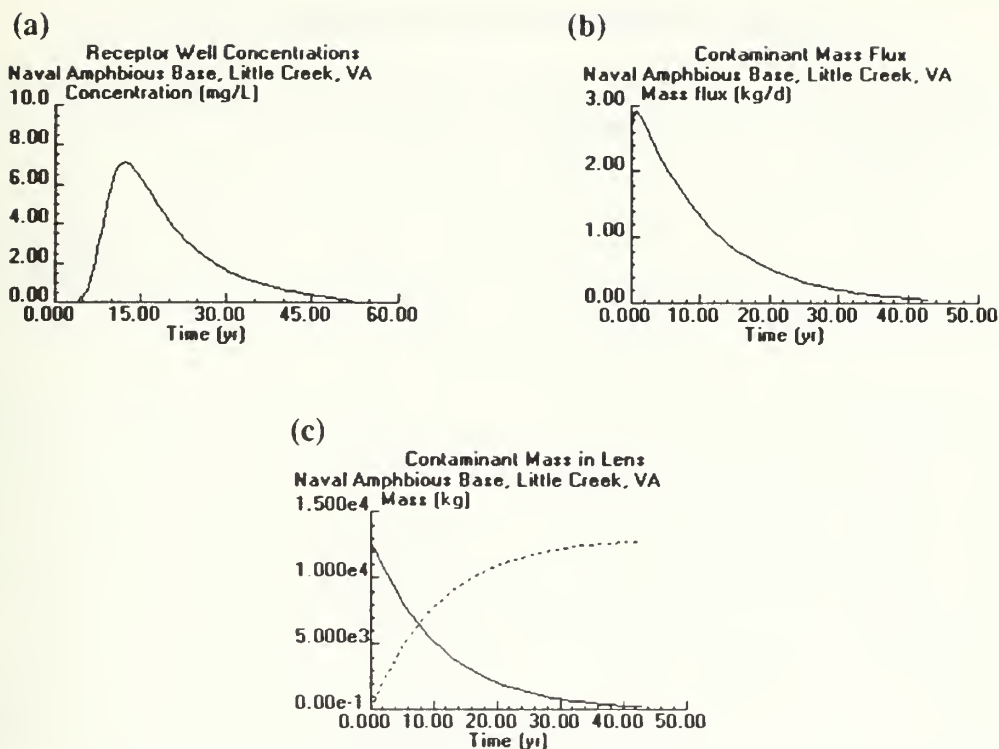 (a)
Receptor Well Concentrations
Naval Amphbious Base, Little Creek, VA
Concentration (mg/L)
10.0
8.00
6.00
4.00
2.00
0.00
0.000 15.00 30.00 45.00 60.00
Time (yr)
(b)
Contaminant Mass Flux
Naval Amphbious Base, Little Creek, VA
Mass flux (kg/d)
3.00
2.00
1.00
0.00
0.000 10.00 20.00 30.00 40.00 50.00
Time (yr)
(c)
Contaminant Mass in Lens
Naval Amphbious Base, Little Creek, VA
Mass (kg)
1.500e4
1.000e4
5.000e3
0.00e-1
0.000 10.00 20.00 30.00 40.00 50.00
Time (yr)